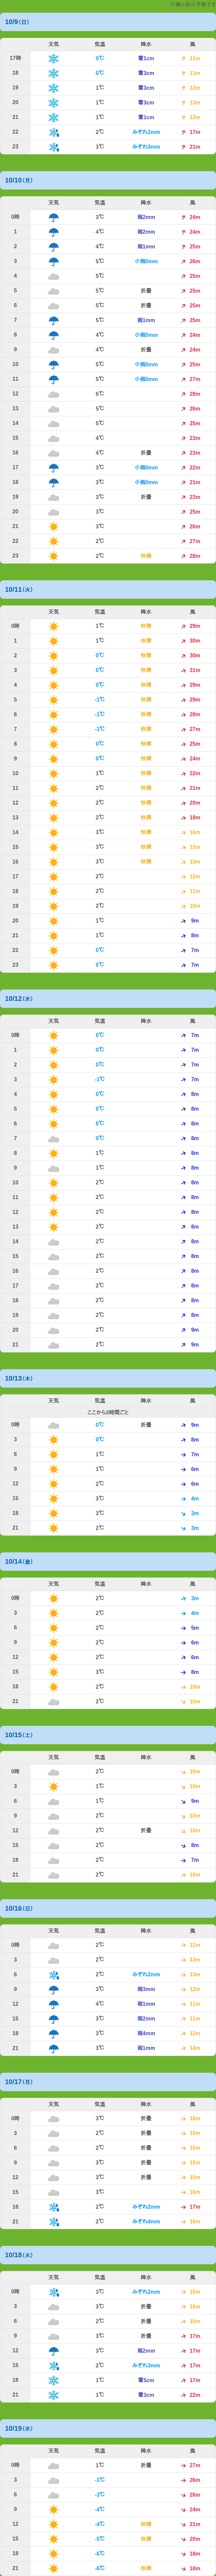 10/9（日）
天気 気温 降水 風
17時 0℃ 雪1cm 11m
18 0℃ 雪3cm 11m
19 1℃ 雪3cm 12m
20 1℃ 雪3cm 15m
21 1℃ 雪1cm 13m
22 2℃ みぞれ2mm 17m
23 3℃ みぞれ3mm 21m
10/10（月）
天気 気温 降水 風
0時 3℃ 雨2mm 24m
1 4℃ 雨2mm 24m
2 4℃ 雨1mm 25m
3 5℃ 小雨0mm 26m
4 5℃ 25m
5 5℃ 折畳 25m
6 5℃ 折畳 25m
7 5℃ 雨1mm 25m
8 4℃ 小雨0mm 24m
9 4℃ 折畳 24m
10 5℃ 小雨0mm 25m
11 5℃ 小雨0mm 27m
12 6℃ 28m
13 5℃ 26m
14 5℃ 25m
15 4℃ 23m
16 4℃ 折畳 23m
17 3℃ 小雨0mm 22m
18 3℃ 小雨0mm 21m
19 3℃ 折畳 23m
20 3℃ 25m
21 3℃ 26m
22 2℃ 27m
23 2℃ 快晴 28m
10/11（火）
天気 気温 降水 風
0時 1℃ 快晴 29m
1 1℃ 快晴 30m
2 0℃ 快晴 30m
3 0℃ 快晴 31m
4 0℃ 快晴 29m
5 -1℃ 快晴 29m
6 -1℃ 快晴 28m
7 -1℃ 快晴 27m
8 0℃ 快晴 25m
9 0℃ 快晴 24m
10 1℃ 快晴 22m
11 2℃ 快晴 21m
12 2℃ 快晴 20m
13 2℃ 快晴 18m
14 3℃ 快晴 16m
15 3℃ 快晴 15m
16 3℃ 快晴 13m
17 2℃ 12m
18 2℃ 11m
19 2℃ 10m
20 1℃ 9m
21 1℃ 8m
22 0℃ 7m
23 0℃ 7m
10/12（水）
天気 気温 降水 風
0時 0℃ 7m
1 0℃ 7m
2 0℃ 7m
3 -1℃ 7m
4 0℃ 8m
5 0℃ 8m
6 0℃ 8m
7 0℃ 8m
8 1℃ 8m
9 1℃ 8m
10 2℃ 8m
11 2℃ 8m
12 2℃ 8m
13 2℃ 8m
14 2℃ 8m
15 2℃ 8m
16 2℃ 8m
17 2℃ 8m
18 2℃ 8m
19 2℃ 8m
20 2℃ 9m
21 2℃ 9m
10/13（木）
天気 気温 降水 風
ここから3時間ごと
0時 0℃ 折畳 9m
3 0℃ 8m
6 1℃ 7m
9 1℃ 6m
12 2℃ 6m
15 3℃ 4m
18 3℃ 3m
21 2℃ 3m
10/14（金）
天気 気温 降水 風
0時 2℃ 3m
3 2℃ 4m
6 2℃ 5m
9 2℃ 6m
12 2℃ 6m
15 3℃ 8m
18 2℃ 10m
21 2℃ 10m
10/15（土）
天気 気温 降水 風
0時 2℃ 10m
3 1℃ 10m
6 1℃ 9m
9 2℃ 10m
12 2℃ 折畳 10m
15 2℃ 8m
18 2℃ 7m
21 2℃ 10m
10/16（日）
天気 気温 降水 風
0時 2℃ 12m
3 2℃ 13m
6 2℃ みぞれ2mm 13m
9 3℃ 雨3mm 12m
12 4℃ 雨1mm 11m
15 3℃ 雨2mm 11m
18 3℃ 雨4mm 12m
21 3℃ 雨1mm 14m
10/17（月）
天気 気温 降水 風
0時 3℃ 折畳 16m
3 2℃ 折畳 15m
6 2℃ 折畳 15m
9 3℃ 折畳 15m
12 3℃ 折畳 16m
15 3℃ 16m
18 3℃ みぞれ2mm 17m
21 2℃ みぞれ4mm 16m
10/18（火）
天気 気温 降水 風
0時 3℃ みぞれ2mm 15m
3 3℃ 折畳 16m
6 2℃ 折畳 16m
9 3℃ 折畳 17m
12 3℃ 雨2mm 17m
15 2℃ みぞれ3mm 17m
18 1℃ 雪5cm 17m
21 1℃ 雪3cm 22m
10/19（水）
天気 気温 降水 風
0時 1℃ 折畳 27m
3 -1℃ 26m
6 -3℃ 26m
9 -4℃ 24m
12 -4℃ 快晴 21m
15 -5℃ 快晴 20m
18 -6℃ 18m
21 -6℃ 快晴 18m